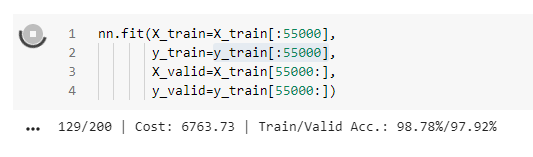 1 nn.fit(X_train=X_train[:55000],
2 y_train=y_train[:55000],
3 X_valid=X_train[55000:],
4 y_valid=y_train[55000:])
... 129/200 | Cost: 6763.73 | Train/Valid Acc.: 98.78%/97.92%